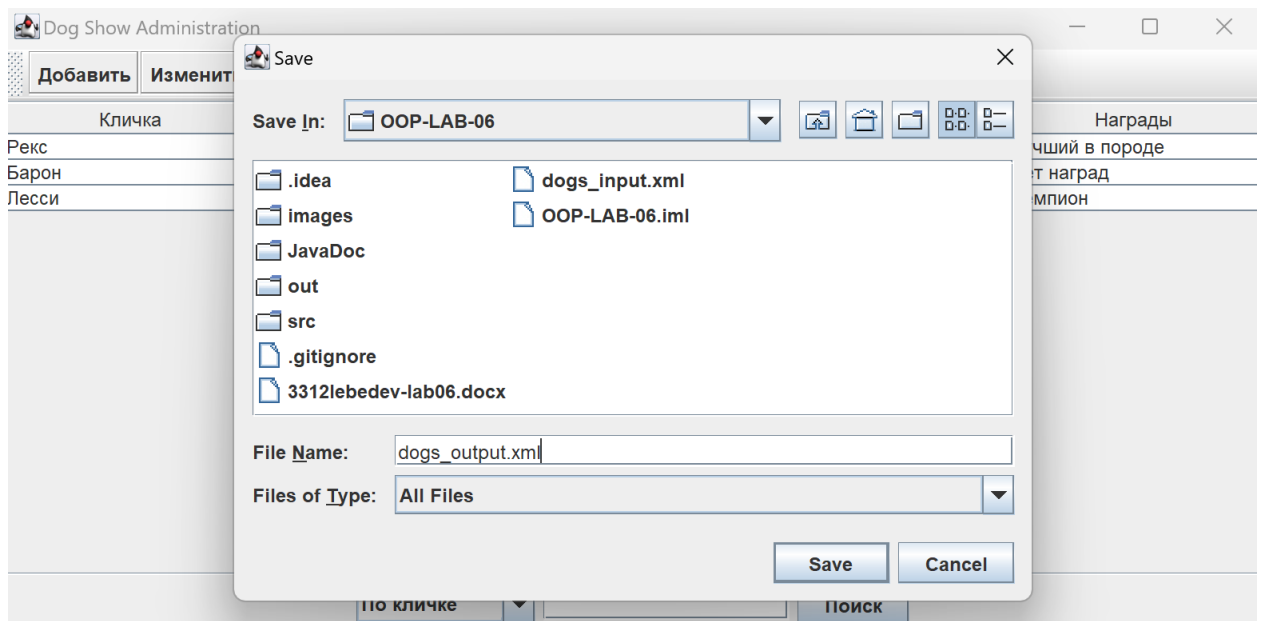 Dog Show Administration
Save
Добавить
Save In: OOP-LAB-06
Кличка
Награды
Рекс
Барон
Лесси
.idea
images
JavaDoc
out
src
.gitignore
3312lebedev-lab06.docx
dogs_input.xml
OOP-LAB-06.iml
File Name: dogs_output.xml
Files of Type: All Files
Save Cancel
По кличке Поиск